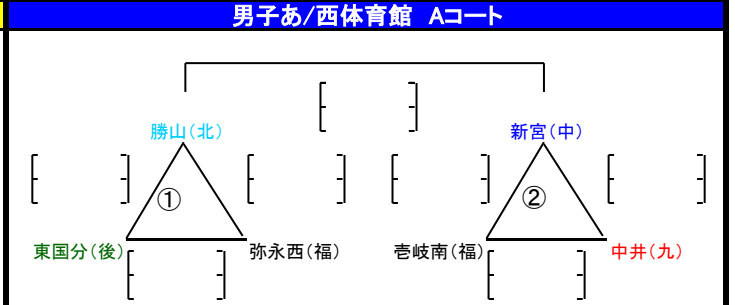 男子あ/西体育館 Aコート
勝山(北)
新宮(中)
①
②
東国分(後)
弥永西(福)
壱岐南(福)
中井(九)